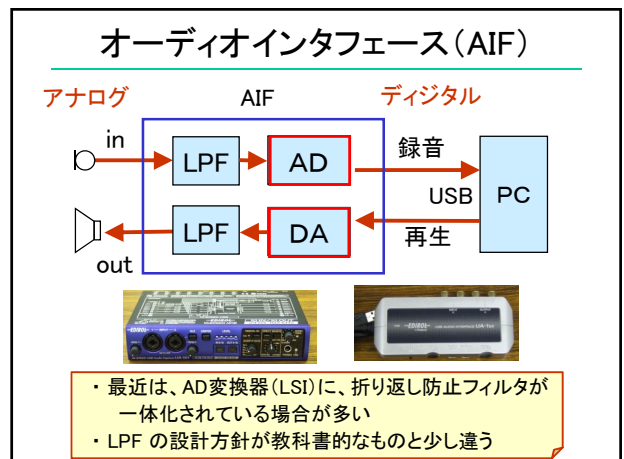 オーディオインタフェース(AIF)
アナログ
AIF
ディジタル
in
LPF
AD
録音
USB
PC
LPF
DA
再生
out
EDIROL
EDIROL
・ 最近は、AD変換器(LSI)に、折り返し防止フィルタが
一体化されている場合が多い
・ LPF の設計方針が教科書的なものと少し違う